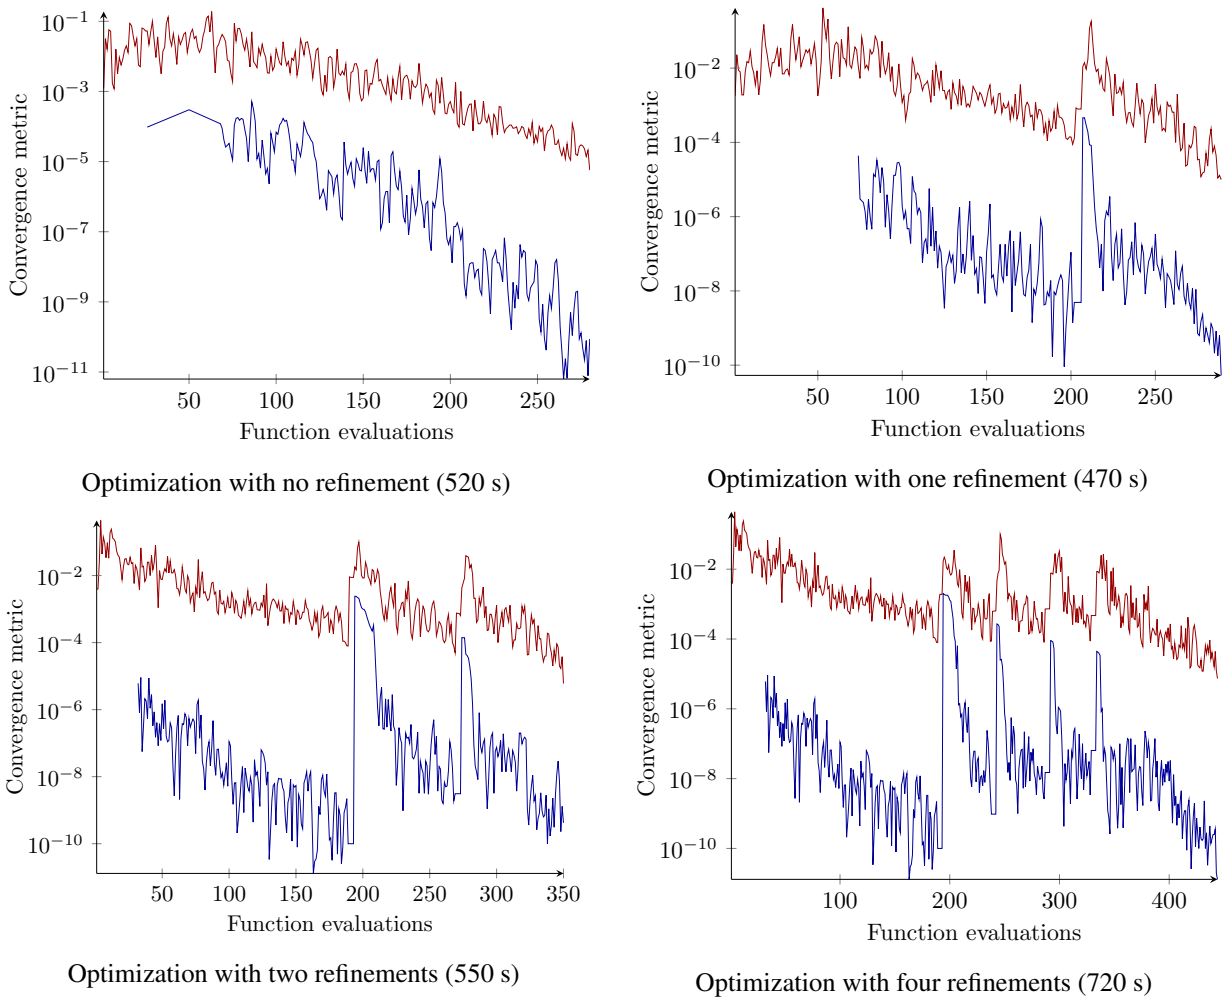 10^−1
10^−3
10^−5
10^−7
10^−9
10^−11
Convergence metric
50 100 150 200 250
Function evaluations
Optimization with no refinement (520 s)
10^−2
10^−4
10^−6
10^−8
10^−10
Convergence metric
50 100 150 200 250
Function evaluations
Optimization with one refinement (470 s)
10^−2
10^−4
10^−6
10^−8
10^−10
Convergence metric
50 100 150 200 250 300 350
Function evaluations
Optimization with two refinements (550 s)
10^−2
10^−4
10^−6
10^−8
10^−10
Convergence metric
100 200 300 400
Function evaluations
Optimization with four refinements (720 s)